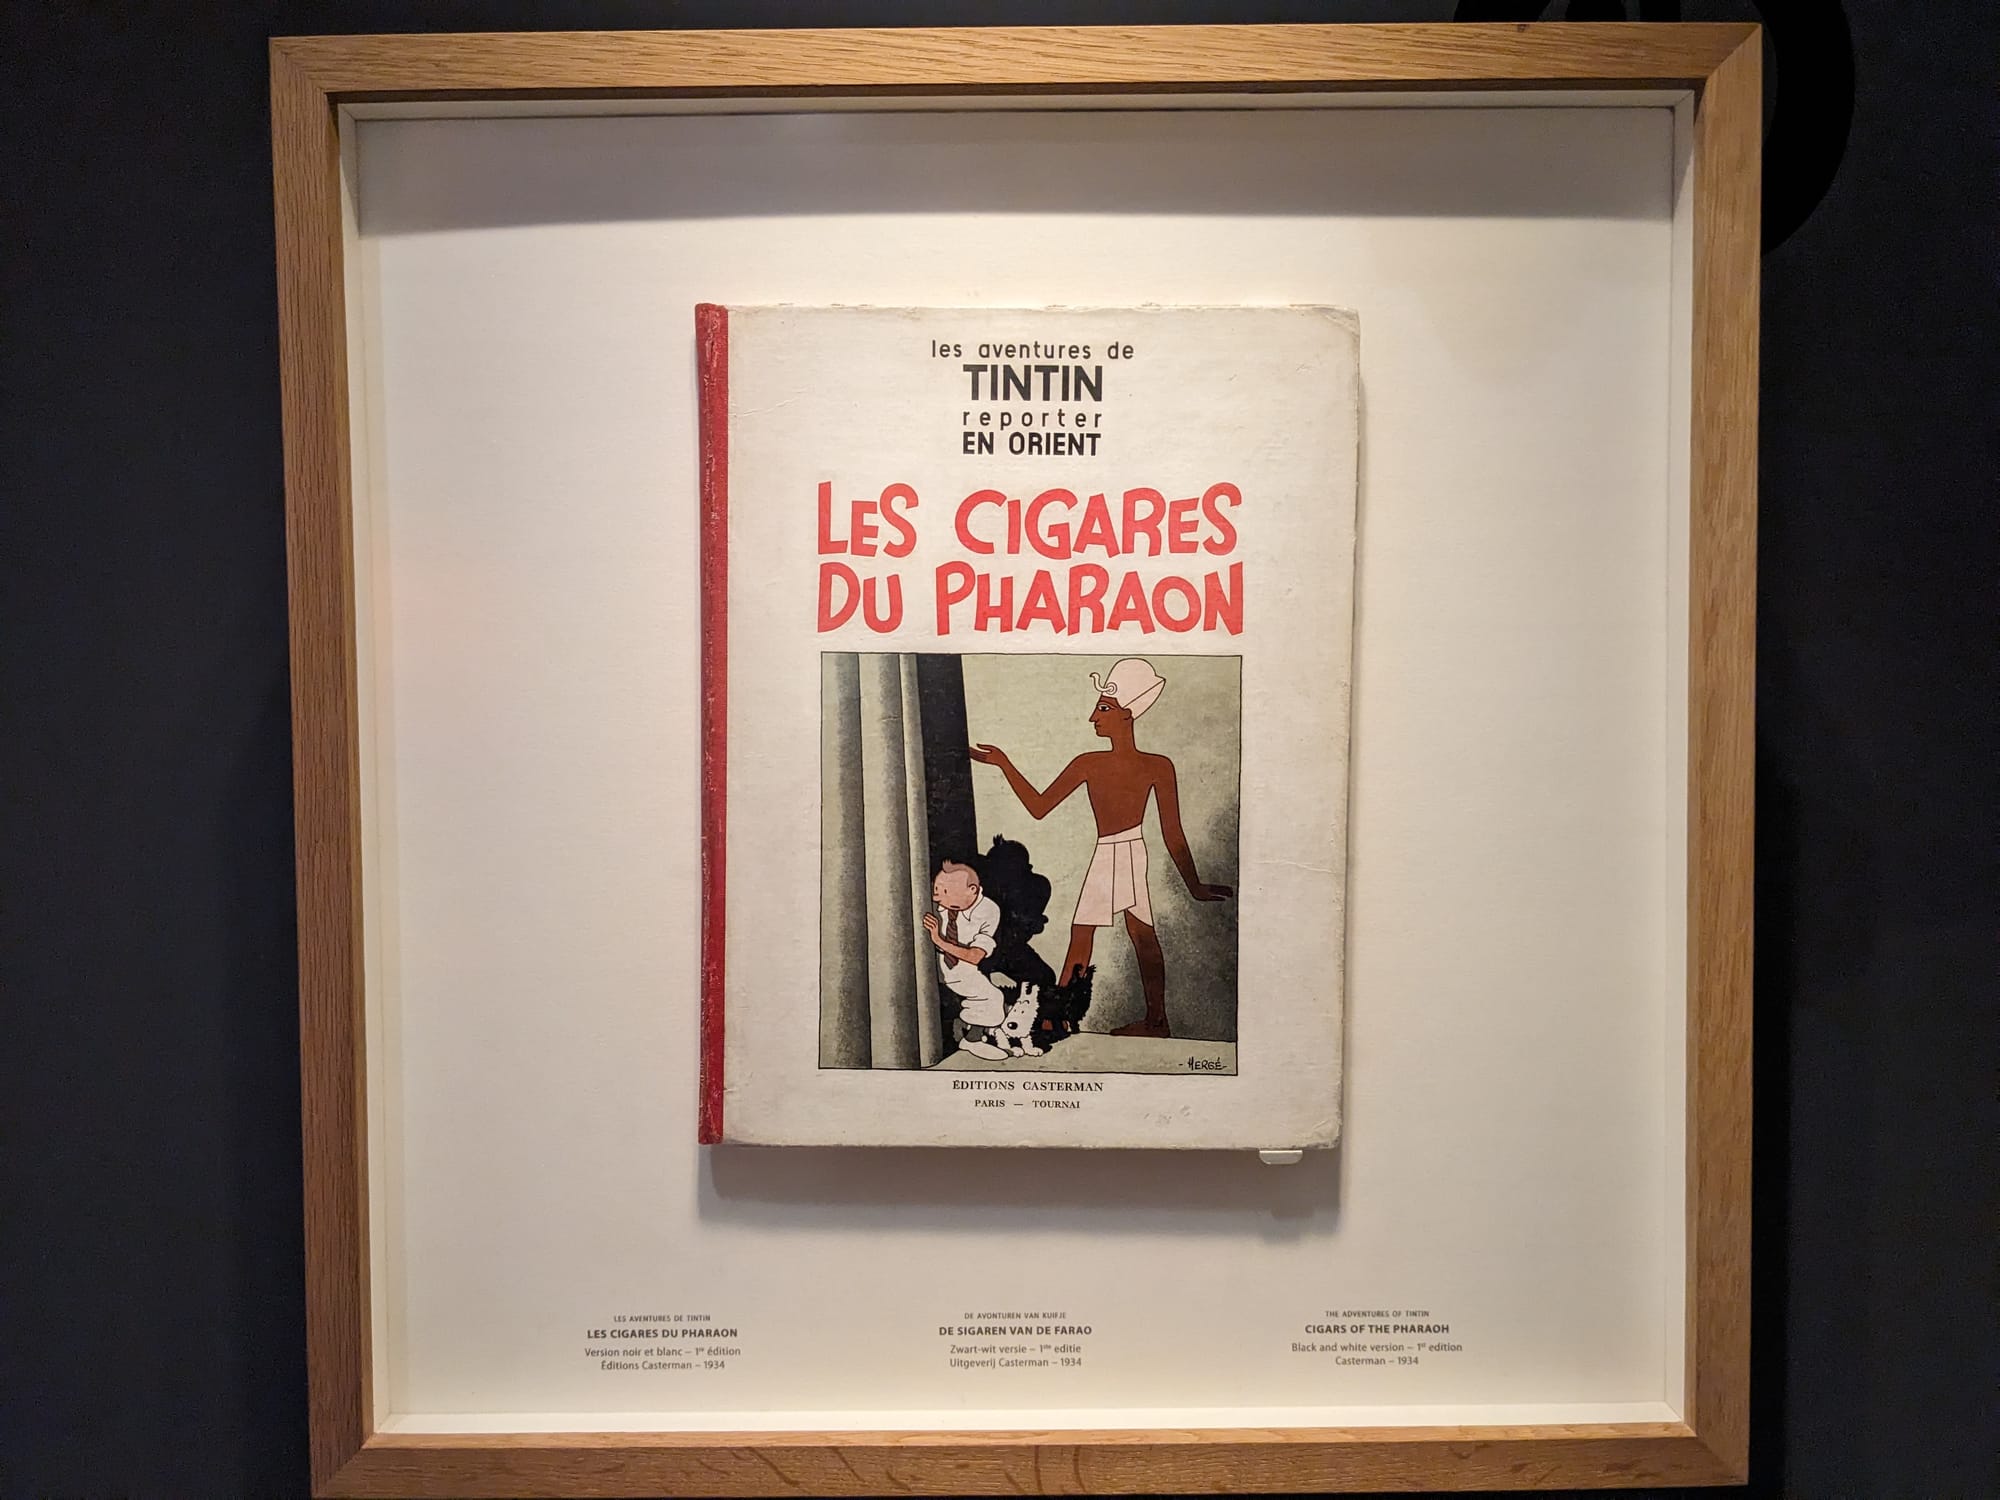 les aventures de
TINTIN
reporter
EN ORIENT
LES CIGARES
DU PHARAON
-HERGÉ-
ÉDITIONS CASTERMAN
PARIS — TOURNAI
LES AVENTURES DE TINTIN
LES CIGARES DU PHARAON
Version noir et blanc – 1re édition
Éditions Casterman – 1934
DE AVONTUREN VAN KUIFJE
DE SIGAREN VAN DE FARAO
Zwart-wit versie – 1ste editie
Uitgeverij Casterman – 1934
THE ADVENTURES OF TINTIN
CIGARS OF THE PHARAOH
Black and white version – 1st edition
Casterman – 1934